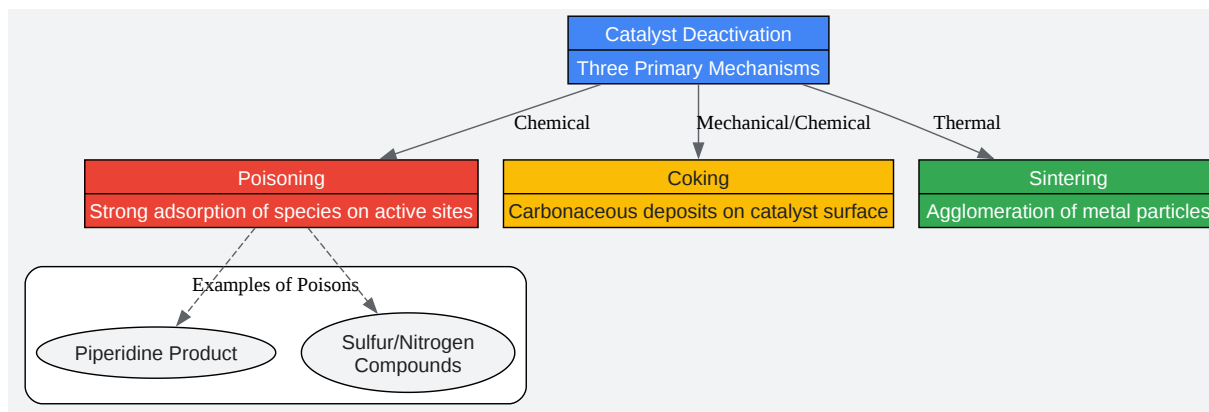 Catalyst Deactivation
Three Primary Mechanisms
Chemical
Mechanical/Chemical
Thermal
Poisoning
Strong adsorption of species on active sites
Coking
Carbonaceous deposits on catalyst surface
Sintering
Agglomeration of metal particles
Examples of Poisons
Piperidine Product
Sulfur/Nitrogen
Compounds